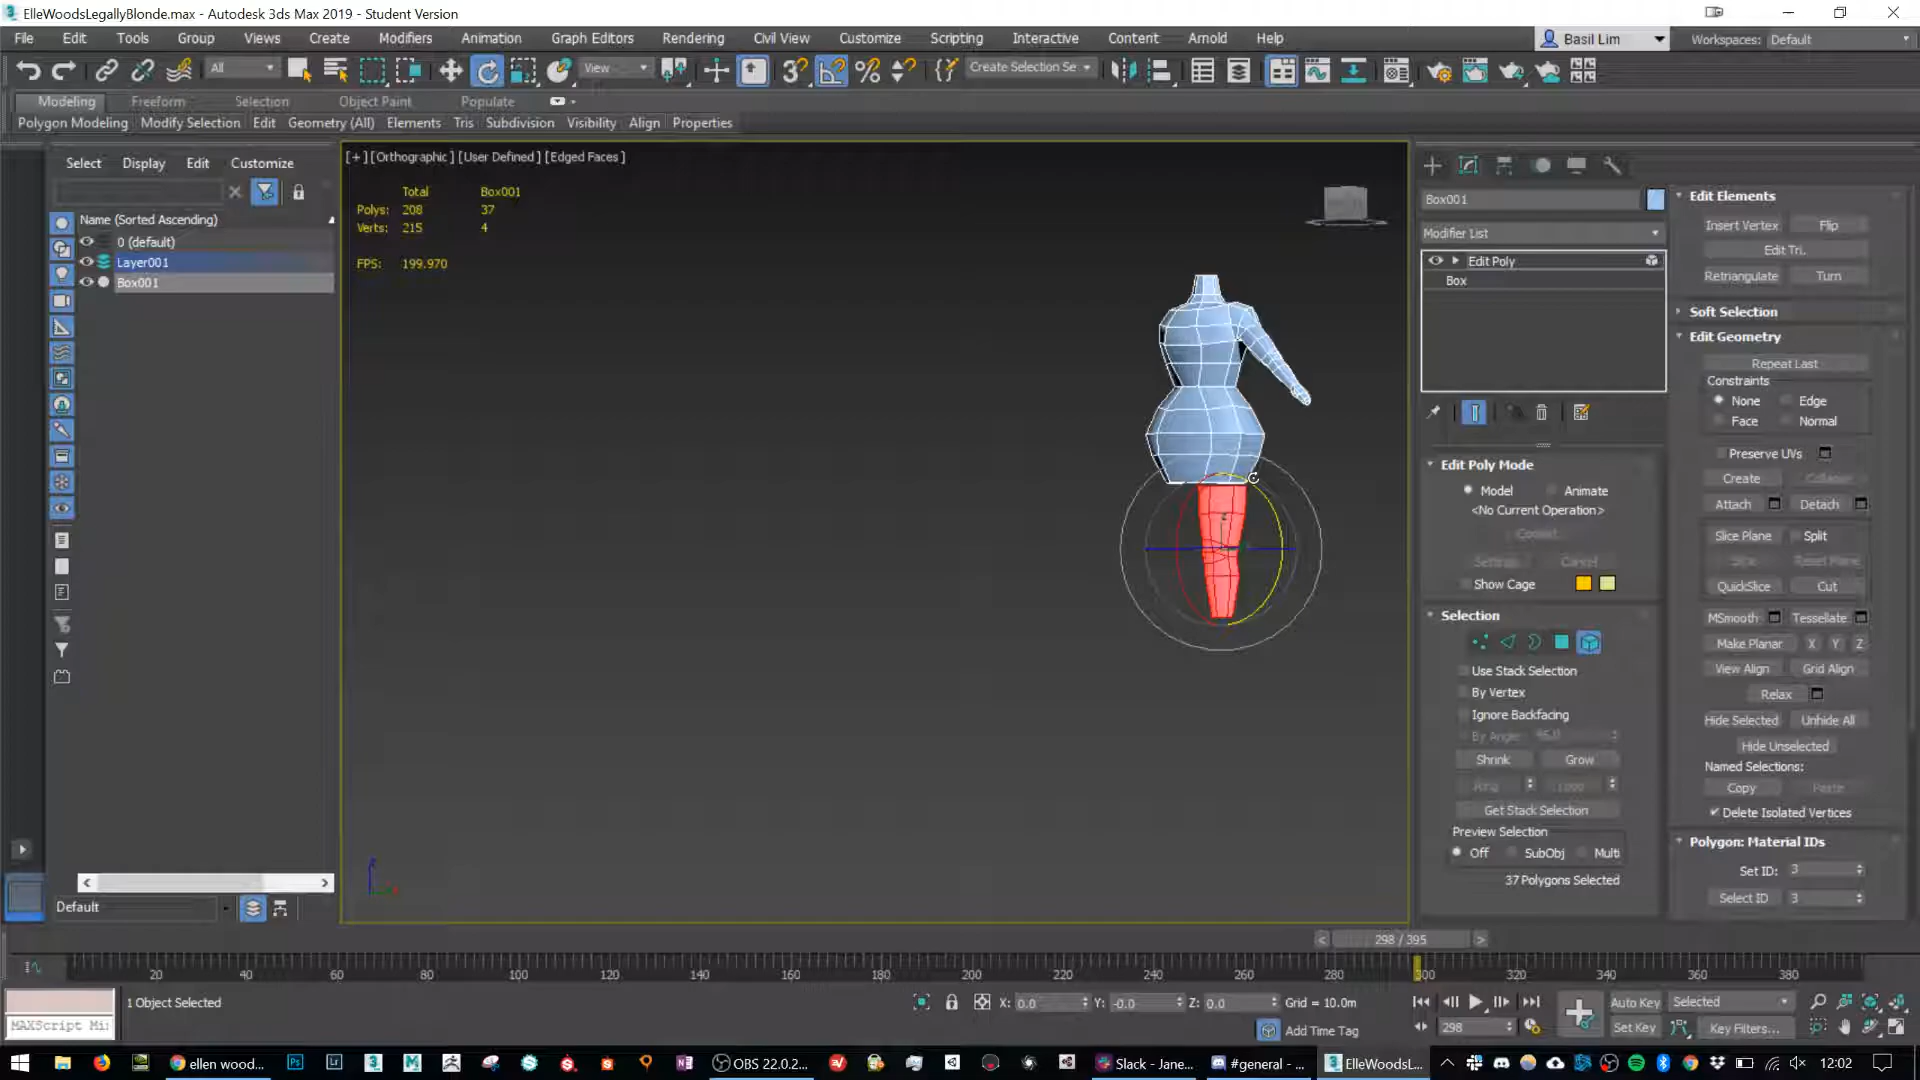 ElleWoodsLegallyBlonde.max - Autodesk 3ds Max 2019 - Student Version
File Edit Tools Group Views Create Modifiers Animation Graph Editors Rendering Civil View Customize Scripting Interactive Content Arnold Help
Basil Lim
Workspaces: Default
All
View
Create Selection Se
Modeling Freeform Selection Object Paint Populate
Polygon Modeling Modify Selection Edit Geometry (All) Elements Tris Subdivision Visibility Align Properties
Select Display Edit Customize
Name (Sorted Ascending)
0 (default)
Layer001
Box001
Default
[+] [Orthographic] [User Defined] [Edged Faces]
Total Box001
Polys: 208 37
Verts: 215 4
FPS: 199.970
z
Box001
Modifier List
Edit Poly
Box
Edit Poly Mode
Model Animate
<No Current Operation>
Commit
Settings Cancel
Show Cage
Selection
Use Stack Selection
By Vertex
Ignore Backfacing
By Angle: 45.0
Shrink Grow
Ring Loop
Get Stack Selection
Preview Selection
Off SubObj Multi
37 Polygons Selected
Edit Elements
Insert Vertex Flip
Edit Tri.
Retriangulate Turn
Soft Selection
Edit Geometry
Repeat Last
Constraints
None Edge
Face Normal
Preserve UVs
Create Collapse
Attach Detach
Slice Plane Split
Slice Reset Plane
QuickSlice Cut
MSmooth Tessellate
Make Planar X Y Z
View Align Grid Align
Relax
Hide Selected Unhide All
Hide Unselected
Named Selections:
Copy Paste
Delete Isolated Vertices
Polygon: Material IDs
Set ID: 3
Select ID 3
< 298 / 395 >
20 40 60 80 100 120 140 160 180 200 220 240 260 280 300 320 340 360 380
1 Object Selected
X: 0.0 Y: -0.0 Z: 0.0 Grid = 10.0m
Auto Key Selected
MAXScript Mi
Add Time Tag
298
Set Key Key Filters...
ellen wood...
OBS 22.0.2...
Slack - Jane...
#general - ...
ElleWoodsL...
12:02